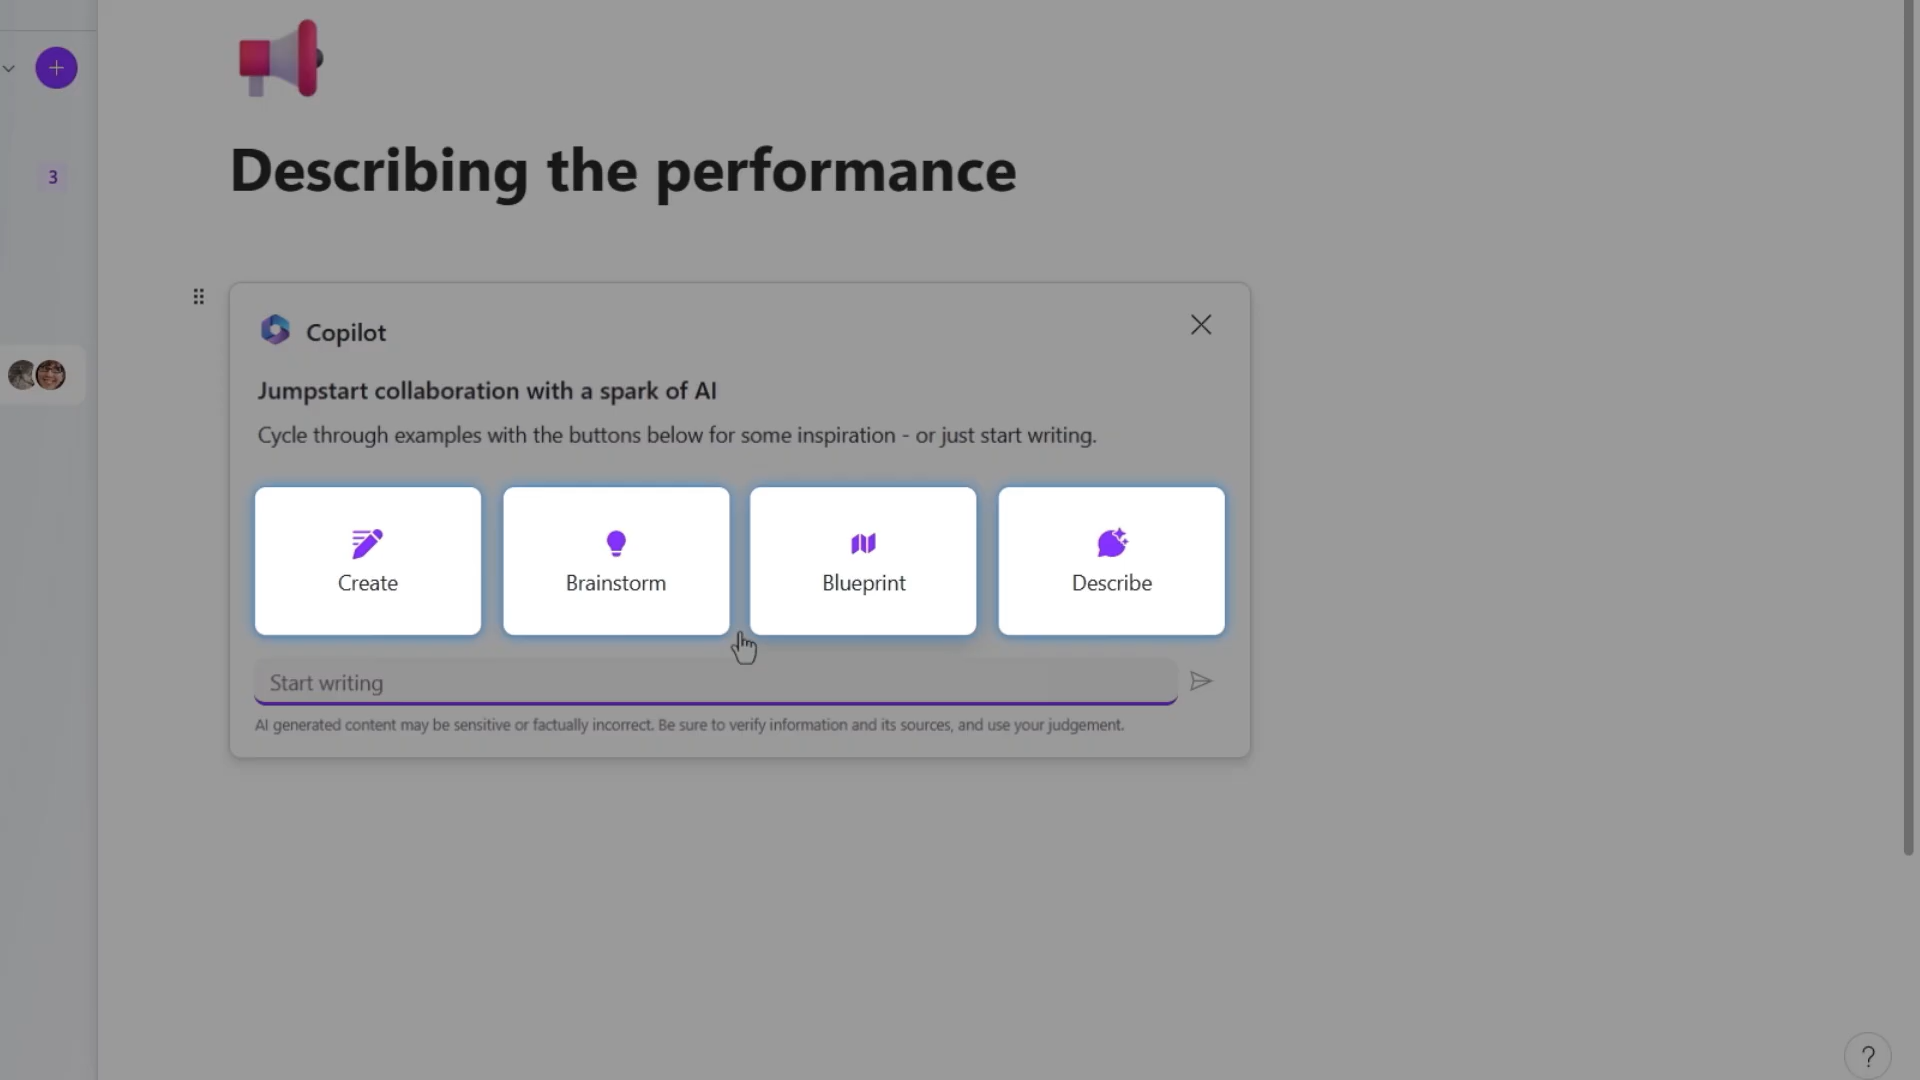 Describing the performance
3
Copilot
Jumpstart collaboration with a spark of AI
Cycle through examples with the buttons below for some inspiration - or just start writing.
Create
Brainstorm
Blueprint
Describe
Start writing
AI generated content may be sensitive or factually incorrect. Be sure to verify information and its sources, and use your judgement.
?